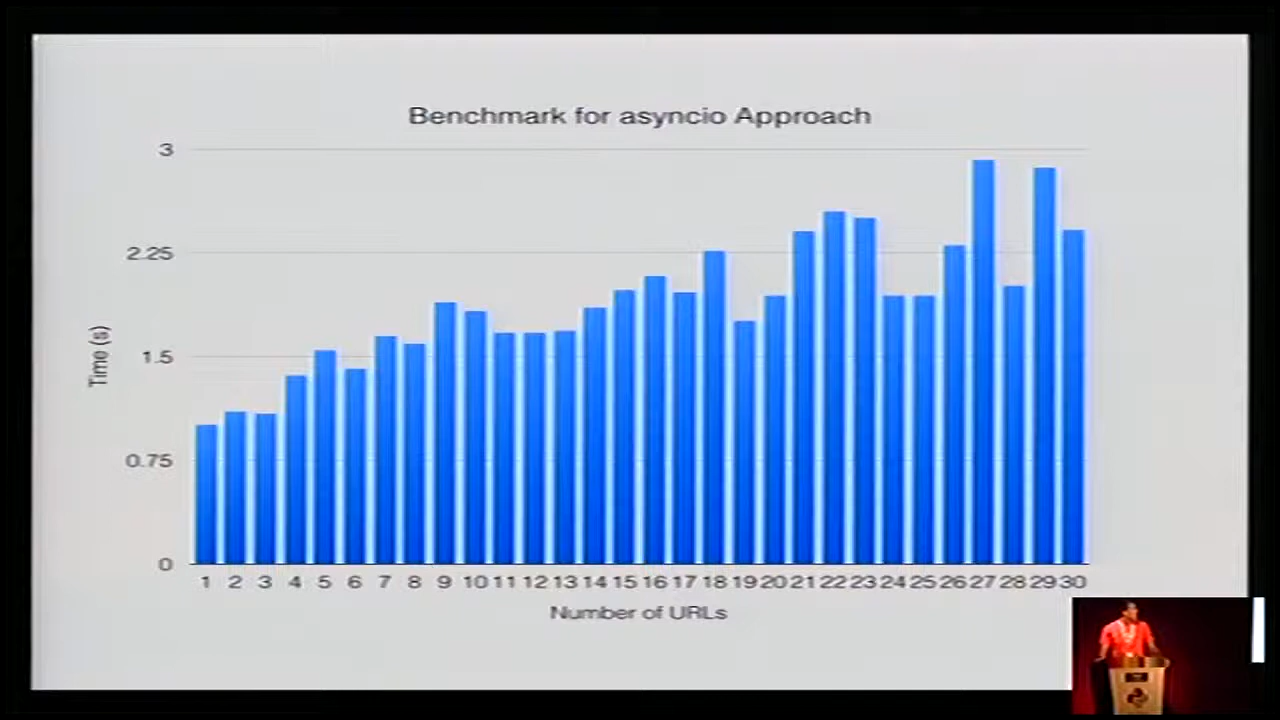 Benchmark for asyncio Approach
3
2.25
1.5
0.75
0
Time (s)
1 2 3 4 5 6 7 8 9 10 11 12 13 14 15 16 17 18 19 20 21 22 23 24 25 26 27 28 29 30
Number of URLs